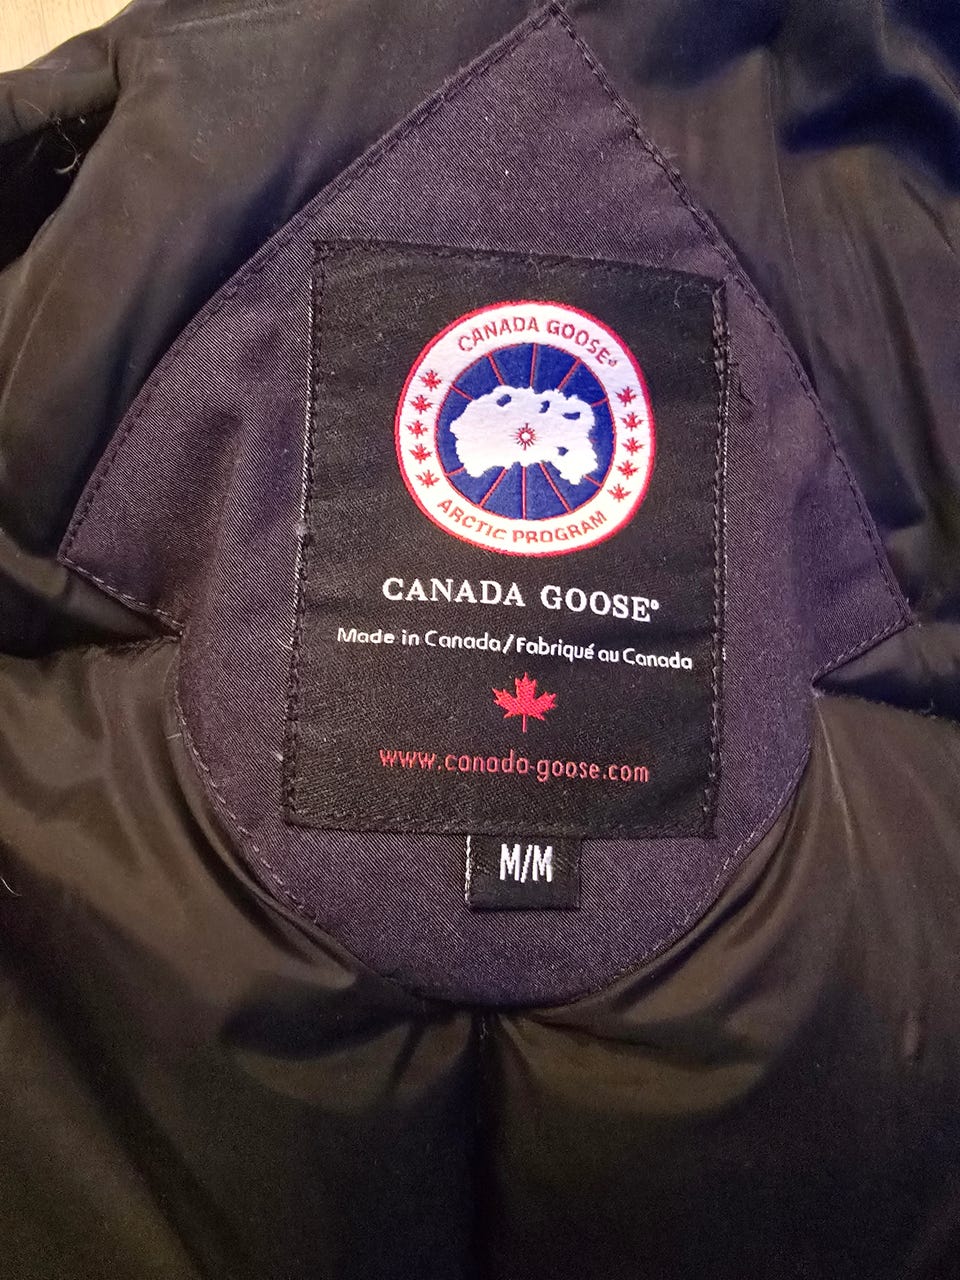 CANADA GOOSE®
ARCTIC PROGRAM
CANADA GOOSE®
Made in Canada/Fabriqué au Canada
www.canada-goose.com
M/M